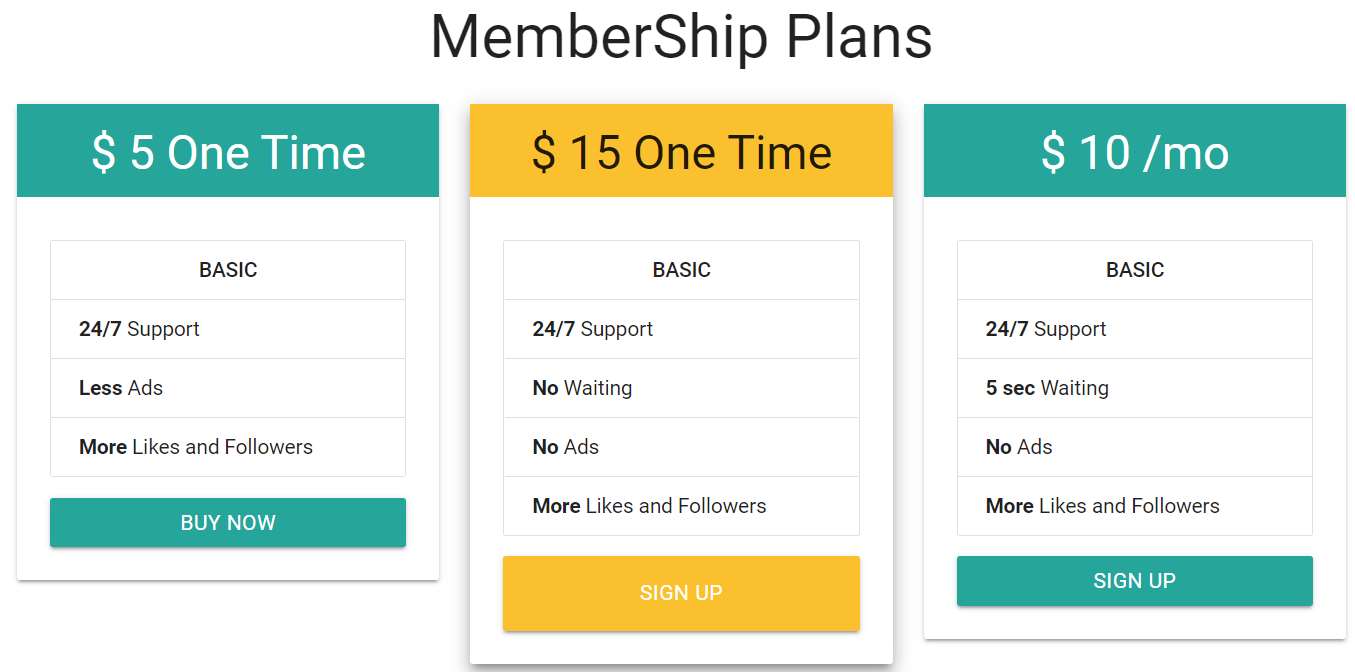 MemberShip Plans
$ 5 One Time
BASIC
24/7 Support
Less Ads
More Likes and Followers
BUY NOW
$ 15 One Time
BASIC
24/7 Support
No Waiting
No Ads
More Likes and Followers
SIGN UP
$ 10 /mo
BASIC
24/7 Support
5 sec Waiting
No Ads
More Likes and Followers
SIGN UP